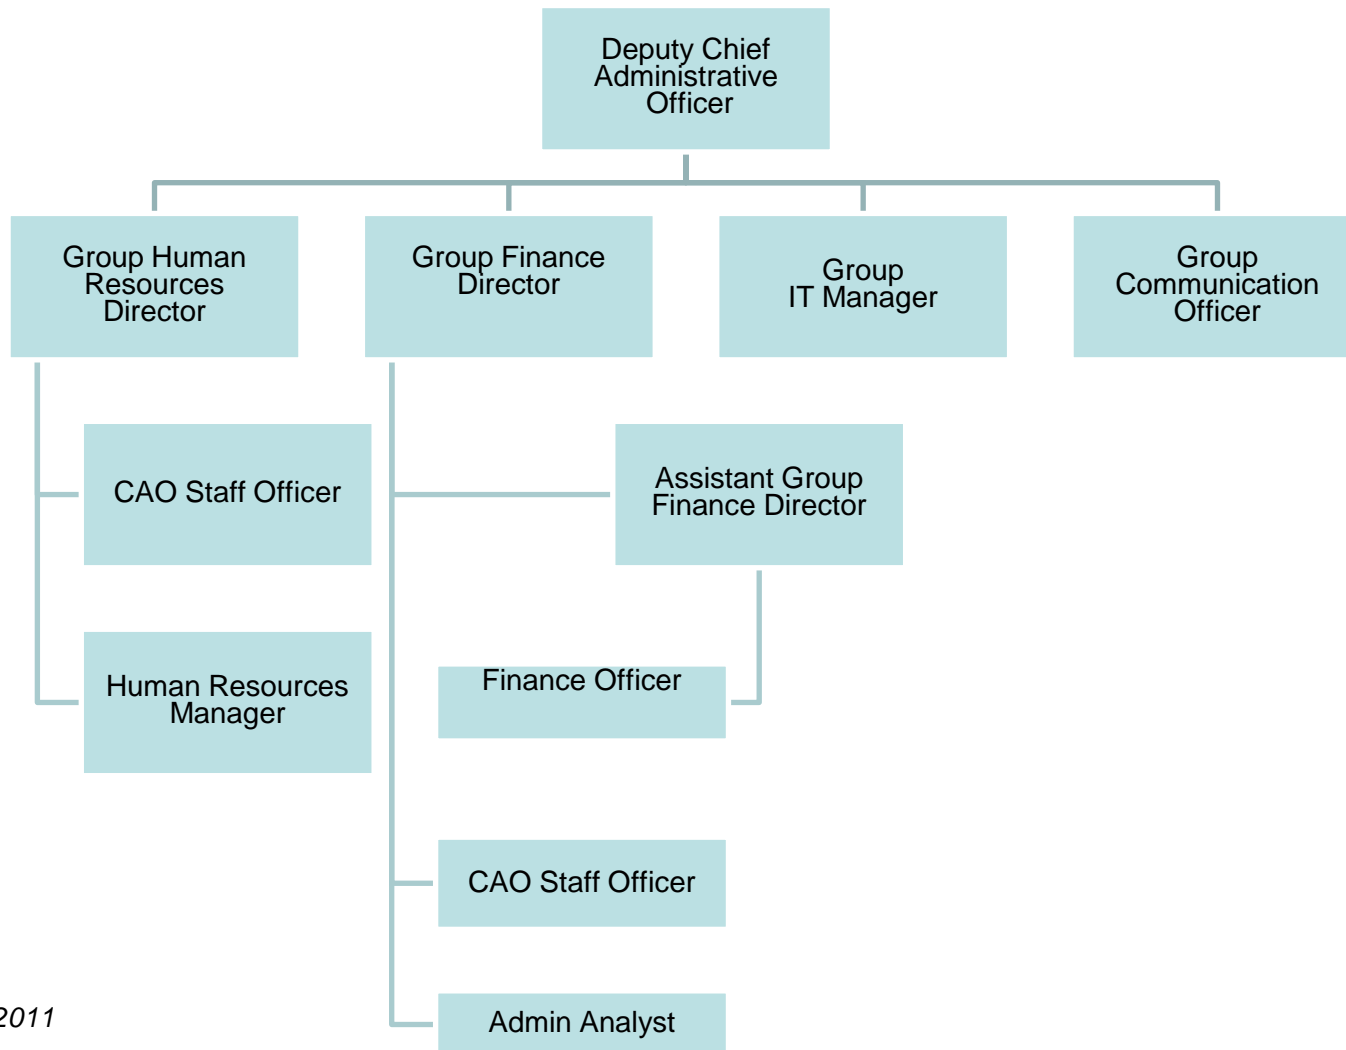 Deputy Chief
Administrative
Officer
Group Human
Resources
Director
Group Finance
Director
Group
IT Manager
Group
Communication
Officer
CAO Staff Officer
Assistant Group
Finance Director
Human Resources
Manager
Finance Officer
CAO Staff Officer
Admin Analyst
2011